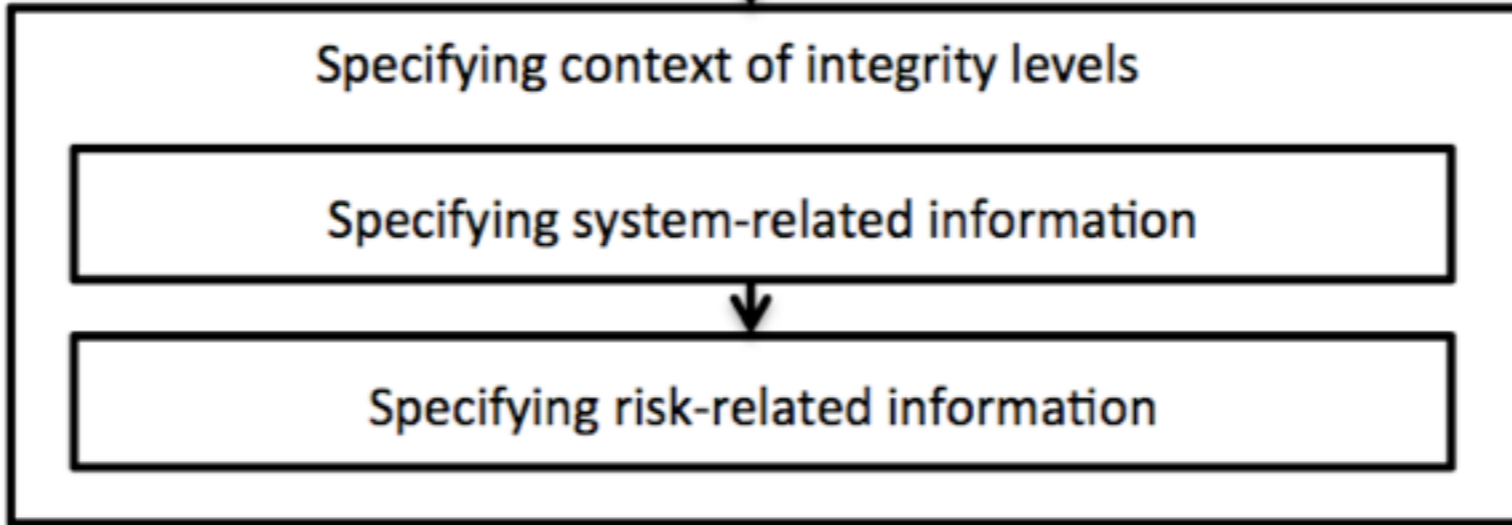 Specifying context of integrity levels
Specifying system-related information
Specifying risk-related information